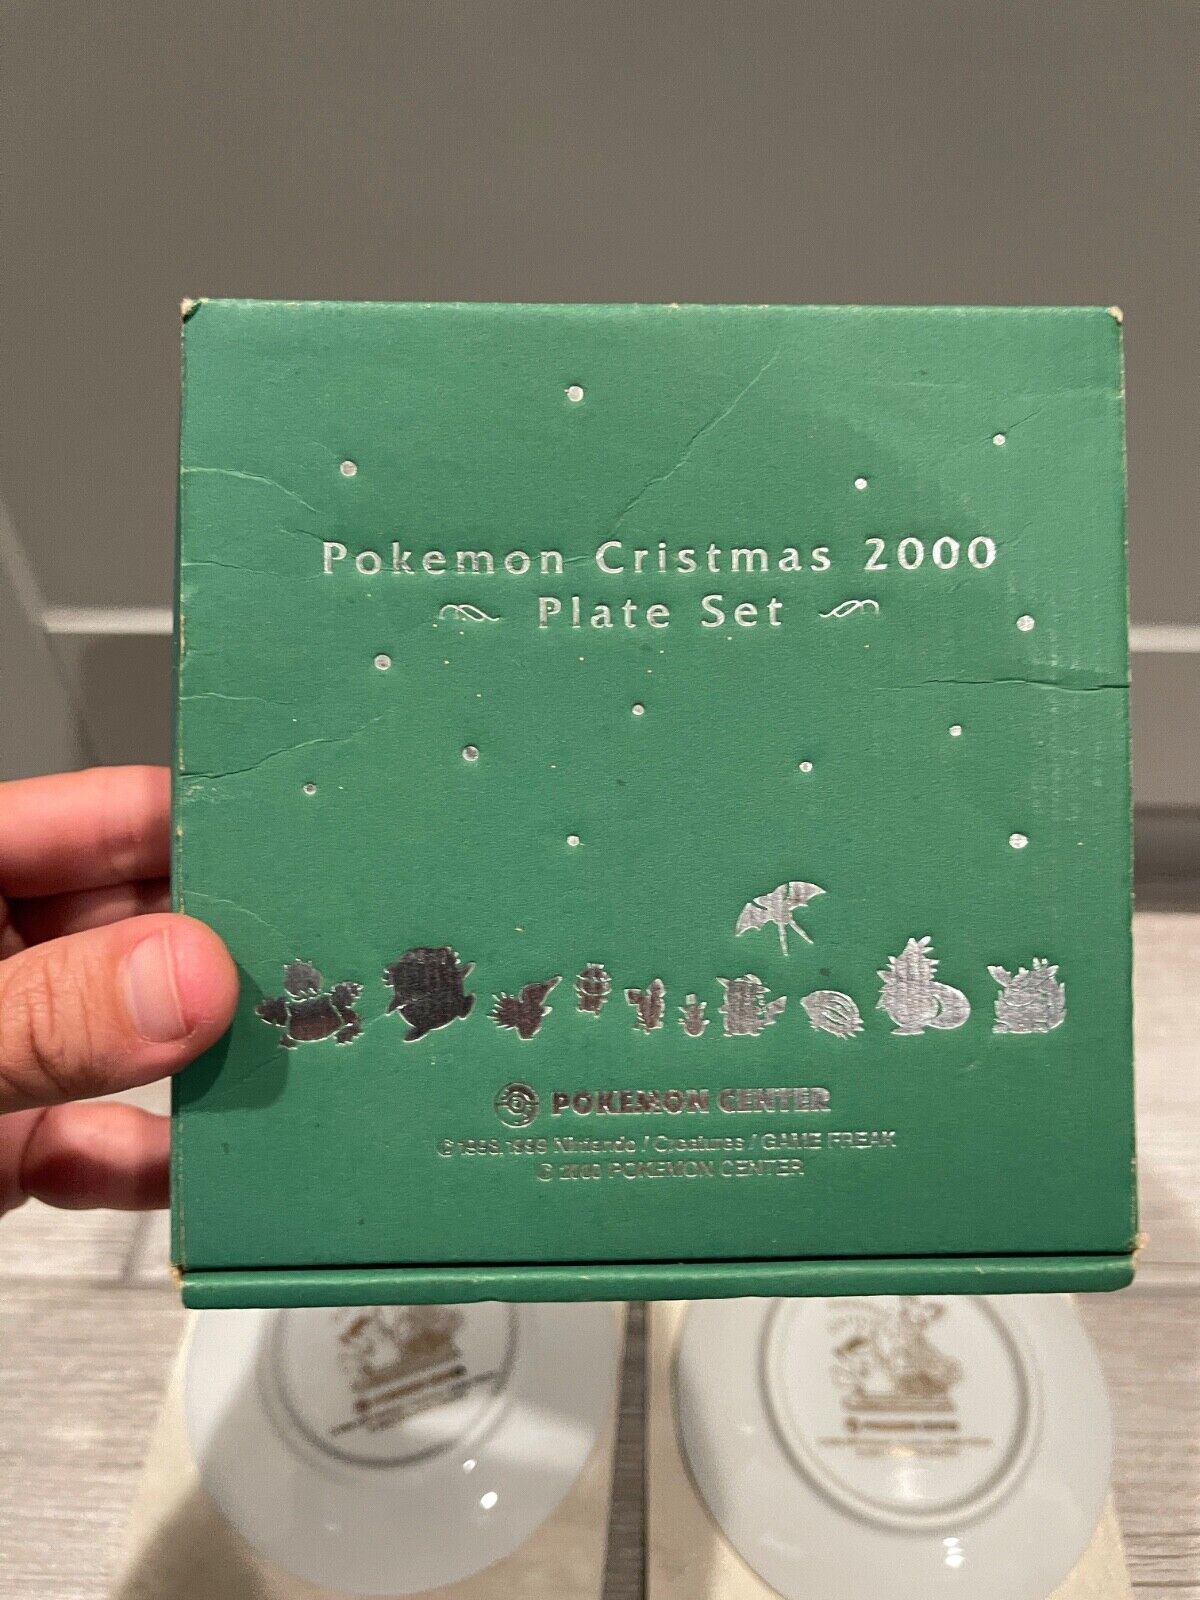 Pokemon Cristmas 2000
Plate Set
POKEMON CENTER
© 1998, 1999 Nintendo / Creatures / GAME FREAK
© 2000 POKEMON CENTER